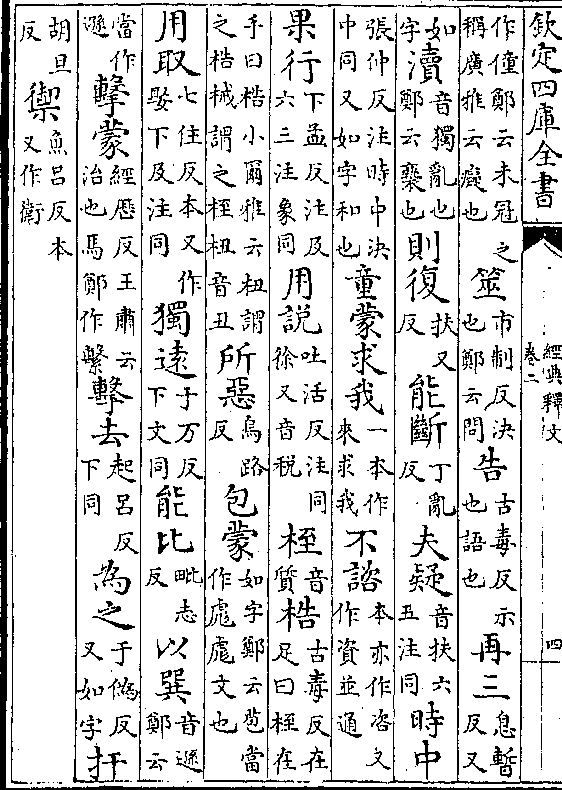 欽定四庫全書
經典釋文
卷二
四
作僮鄭云未冠之稱廣雅云癡也筮市制反決也鄭云問告古毒反示也語也再三息暫反又
如字瀆音獨亂也鄭云褻也則復扶又反能斷丁亂反夫疑音扶六五注同時中
張仲反注時中決中同又如字和也童蒙求我一本作來求我不諮本亦作咨又作資並通
果行下孟反注及六三注象同用說吐活反注同徐又音税桎音質梏古毒反在足曰桎在
手曰梏小爾雅云杻謂之梏械謂之桎杻音丑所惡烏路反包蒙如字鄭云苞當作彪彪文也
用取七住反本又作娶下及注同獨遠于万反下文同能比毗志反以巽音遜鄭云
當作遜擊蒙經歷反王肅云治也馬鄭作繫擊去起呂反下同為之于偽反又如字扞
胡旦反禦魚呂反本又作衛